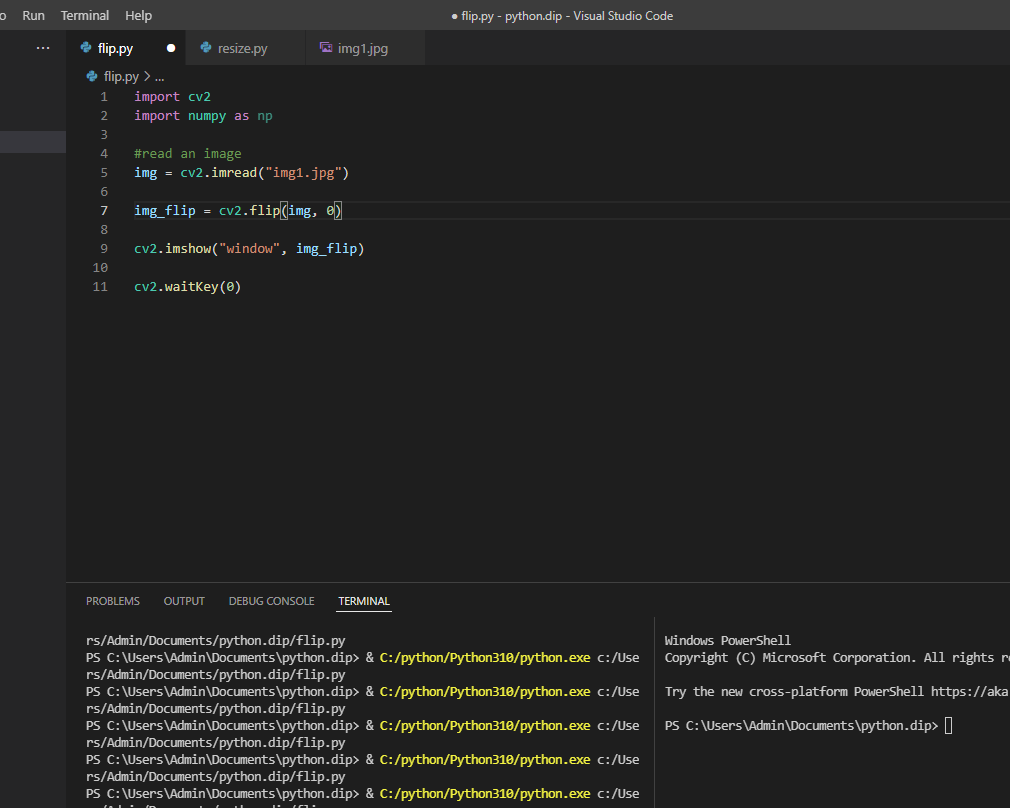 o Run Terminal Help ● flip.py - python.dip - Visual Studio Code
... flip.py ● resize.py img1.jpg
flip.py > ...
1 import cv2
2 import numpy as np
3
4 #read an image
5 img = cv2.imread("img1.jpg")
6
7 img_flip = cv2.flip(img, 0)
8
9 cv2.imshow("window", img_flip)
10
11 cv2.waitKey(0)
PROBLEMS OUTPUT DEBUG CONSOLE TERMINAL
rs/Admin/Documents/python.dip/flip.py
PS C:\Users\Admin\Documents\python.dip> & C:/python/Python310/python.exe c:/Use
rs/Admin/Documents/python.dip/flip.py
PS C:\Users\Admin\Documents\python.dip> & C:/python/Python310/python.exe c:/Use
rs/Admin/Documents/python.dip/flip.py
PS C:\Users\Admin\Documents\python.dip> & C:/python/Python310/python.exe c:/Use
rs/Admin/Documents/python.dip/flip.py
PS C:\Users\Admin\Documents\python.dip> & C:/python/Python310/python.exe c:/Use
rs/Admin/Documents/python.dip/flip.py
PS C:\Users\Admin\Documents\python.dip> & C:/python/Python310/python.exe c:/Use
Windows PowerShell
Copyright (C) Microsoft Corporation. All rights r
Try the new cross-platform PowerShell https://aka
PS C:\Users\Admin\Documents\python.dip>